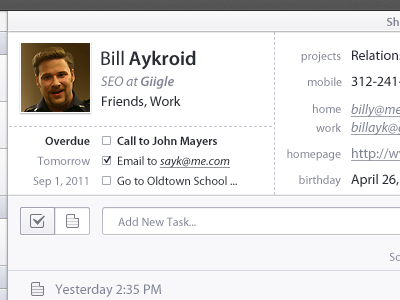 Sh
Bill Aykroid
SEO at Giigle
Friends, Work
projects Relation
mobile 312-241-
home billy@me
work billayk@
homepage http://w
birthday April 26,
Overdue Call to John Mayers
Tomorrow Email to sayk@me.com
Sep 1, 2011 Go to Oldtown School ...
Add New Task...
So
Yesterday 2:35 PM